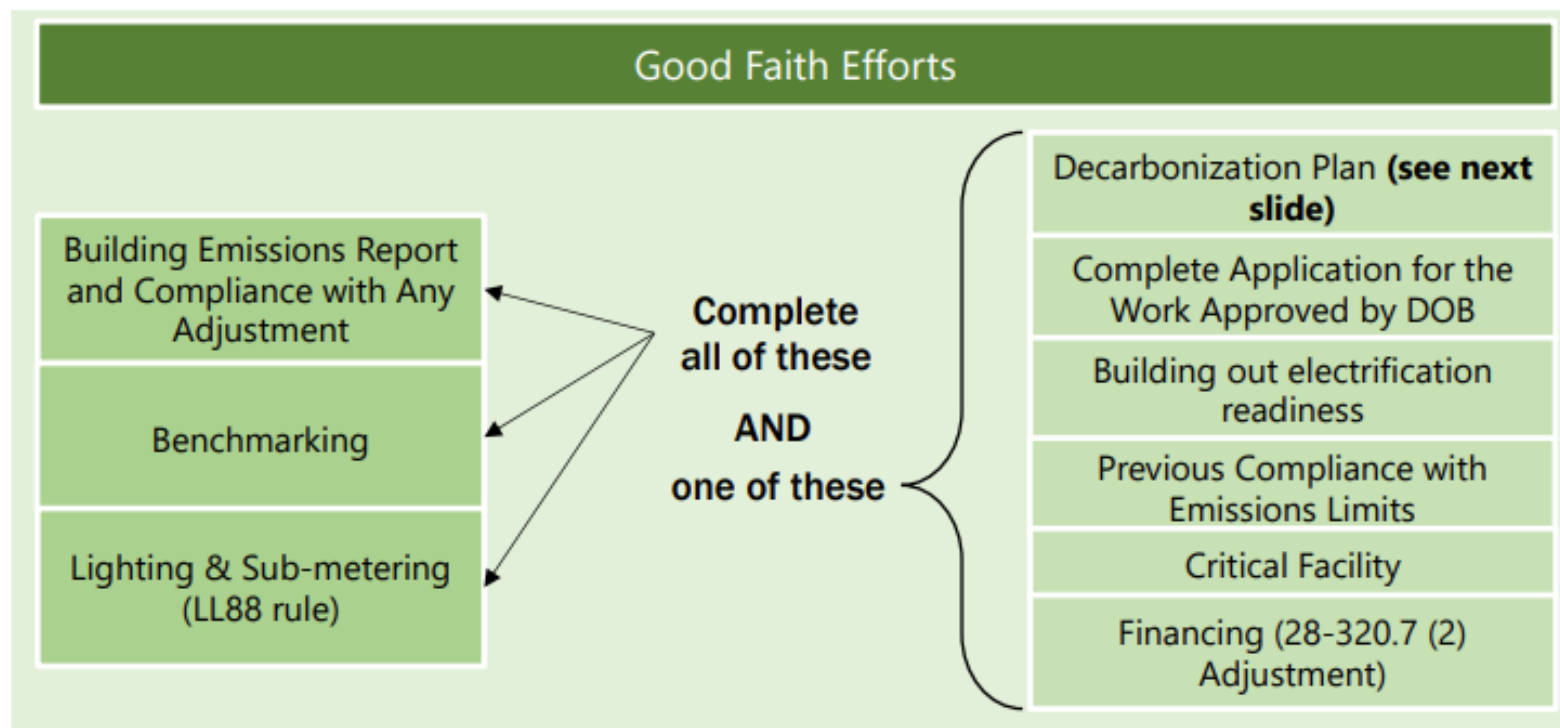 Good Faith Efforts
Building Emissions Report
and Compliance with Any
Adjustment
Benchmarking
Lighting & Sub-metering
(LL88 rule)
Complete
all of these
AND
one of these
Decarbonization Plan (see next
slide)
Complete Application for the
Work Approved by DOB
Building out electrification
readiness
Previous Compliance with
Emissions Limits
Critical Facility
Financing (28-320.7 (2)
Adjustment)